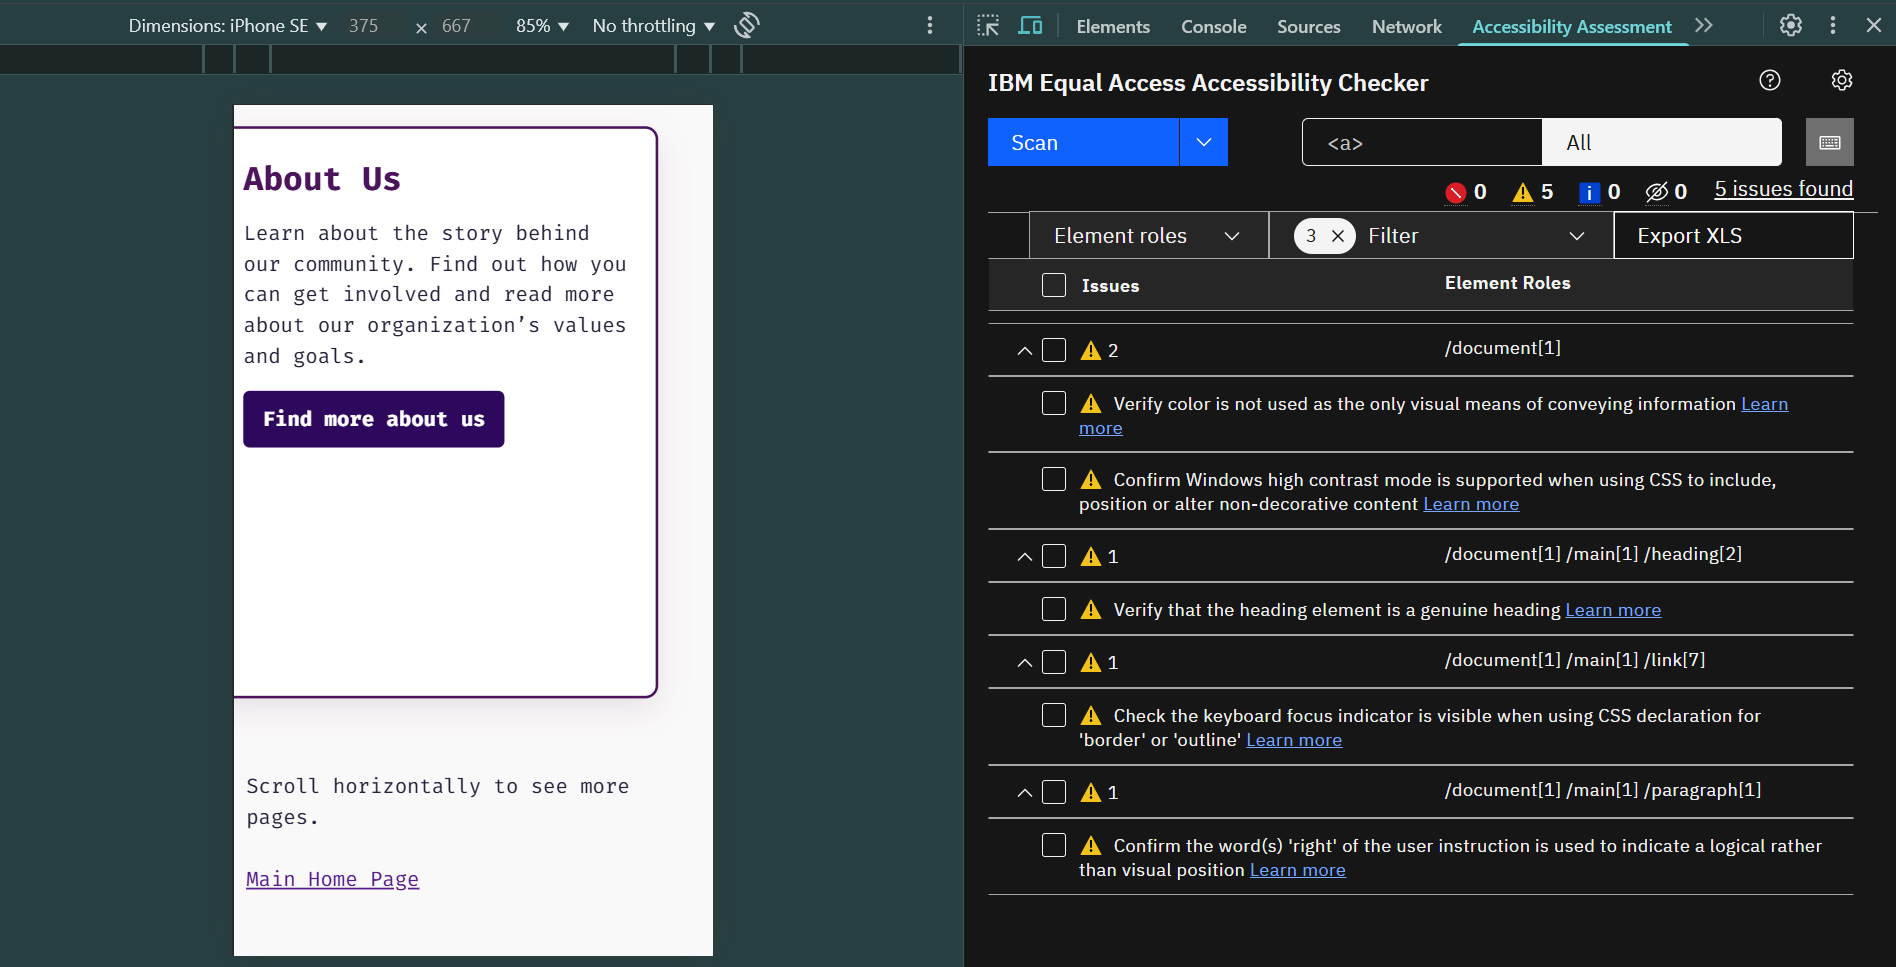 Dimensions: iPhone SE ▼ 375 × 667 85% ▼ No throttling ▼
Elements Console Sources Network Accessibility Assessment
About Us
Learn about the story behind
our community. Find out how you
can get involved and read more
about our organization’s values
and goals.
Find more about us
Scroll horizontally to see more
pages.
Main Home Page
IBM Equal Access Accessibility Checker
Scan <a> All
0 5 0 0 5 issues found
Element roles 3 × Filter Export XLS
Issues Element Roles
2 /document[1]
Verify color is not used as the only visual means of conveying information Learn
more
Confirm Windows high contrast mode is supported when using CSS to include,
position or alter non-decorative content Learn more
1 /document[1] /main[1] /heading[2]
Verify that the heading element is a genuine heading Learn more
1 /document[1] /main[1] /link[7]
Check the keyboard focus indicator is visible when using CSS declaration for
'border' or 'outline' Learn more
1 /document[1] /main[1] /paragraph[1]
Confirm the word(s) 'right' of the user instruction is used to indicate a logical rather
than visual position Learn more